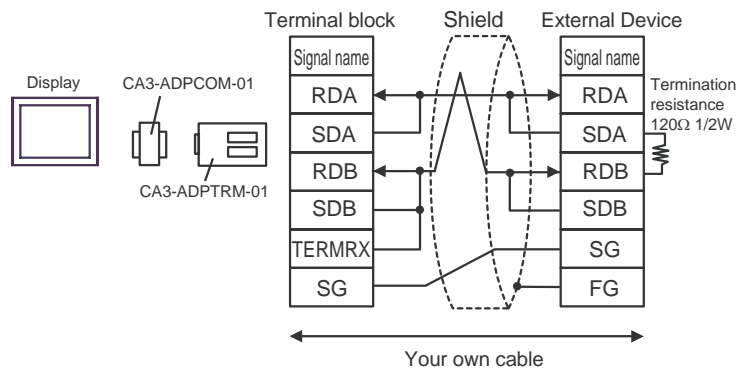 Terminal block
Shield
External Device
Signal name
Signal name
Display
CA3-ADPCOM-01
CA3-ADPTRM-01
RDA
SDA
RDB
SDB
TERMRX
SG
RDA
SDA
RDB
SDB
SG
FG
Termination
resistance
120Ω 1/2W
Your own cable